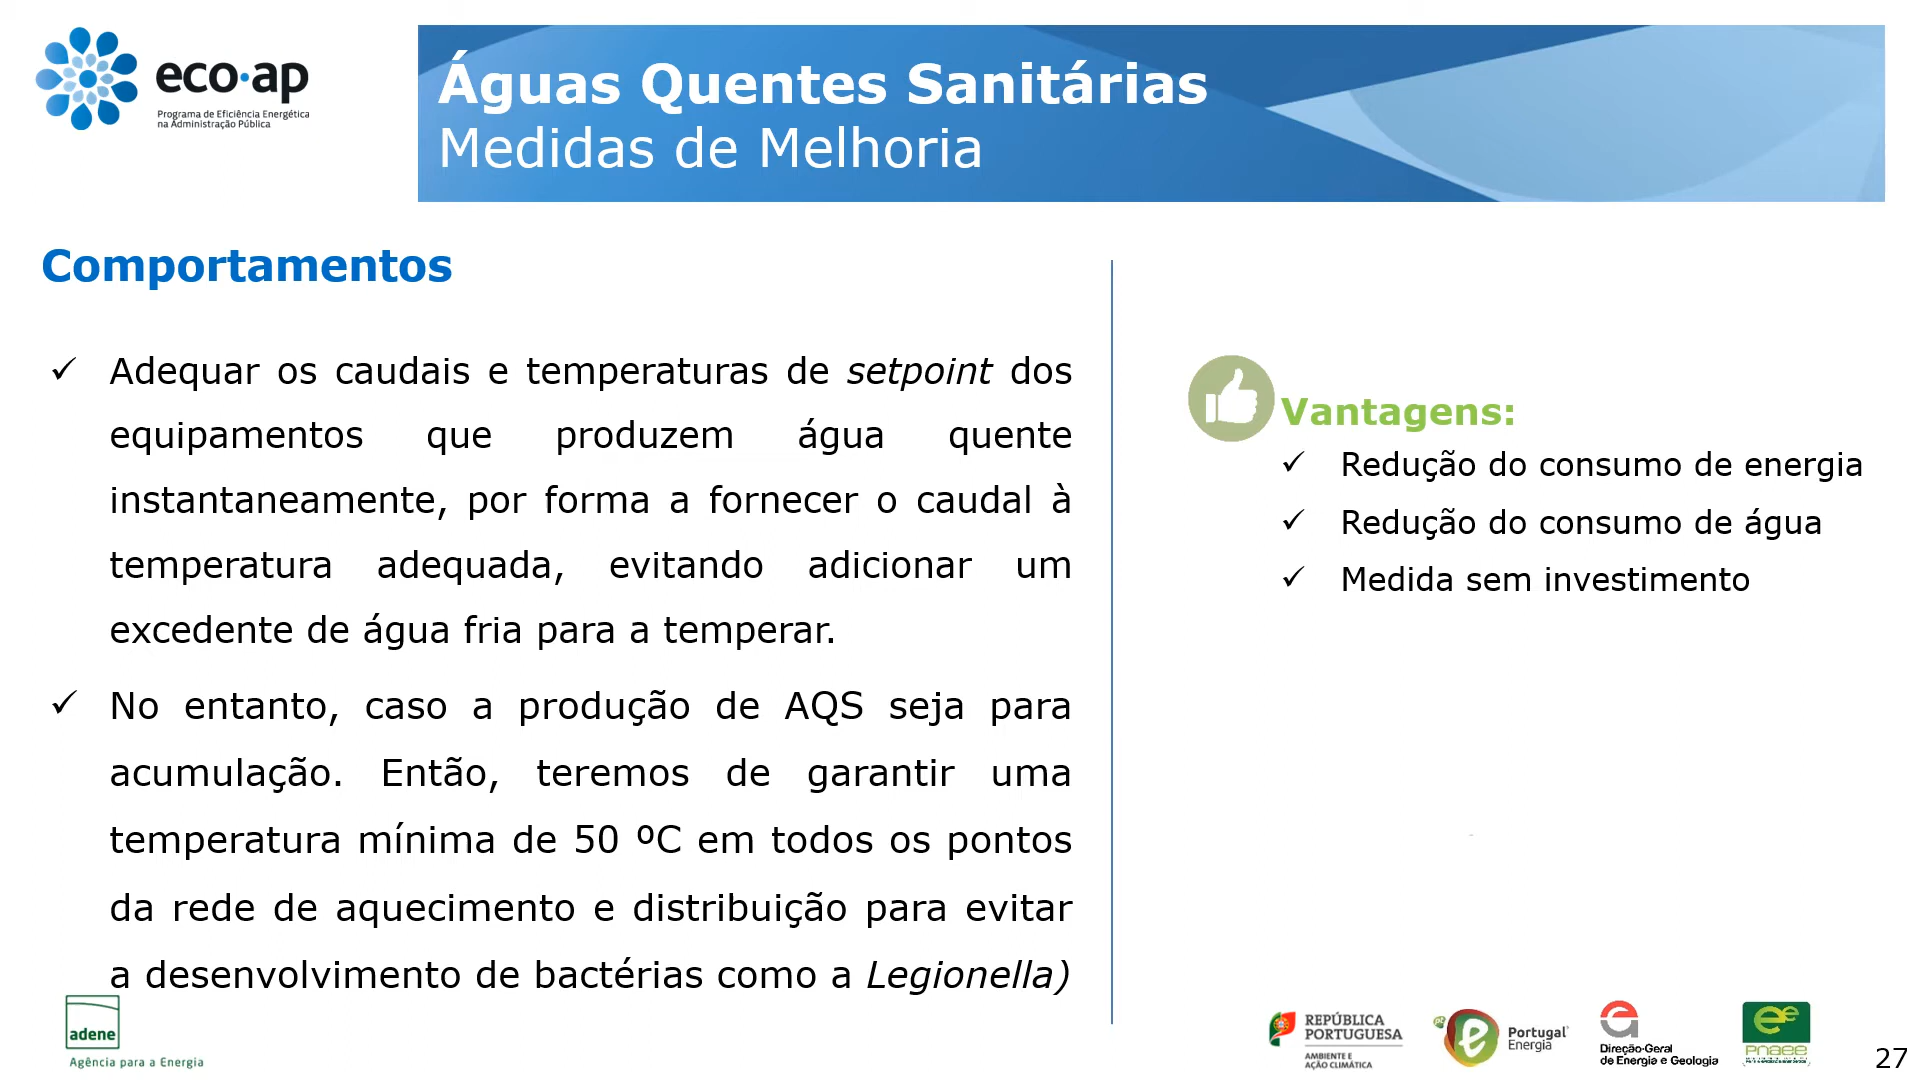 eco·ap
Programa de Eficiência Energética
na Administração Pública
Águas Quentes Sanitárias
Medidas de Melhoria
Comportamentos
✓ Adequar os caudais e temperaturas de setpoint dos
equipamentos que produzem água quente
instantaneamente, por forma a fornecer o caudal à
temperatura adequada, evitando adicionar um
excedente de água fria para a temperar.
✓ No entanto, caso a produção de AQS seja para
acumulação. Então, teremos de garantir uma
temperatura mínima de 50 ºC em todos os pontos
da rede de aquecimento e distribuição para evitar
a desenvolvimento de bactérias como a Legionella)
Vantagens:
✓ Redução do consumo de energia
✓ Redução do consumo de água
✓ Medida sem investimento
adene
Agência para a Energia
REPÚBLICA
PORTUGUESA
AMBIENTE E
AÇÃO CLIMÁTICA
Portugal
Energia
Direção-Geral
de Energia e Geologia
pnaee
27